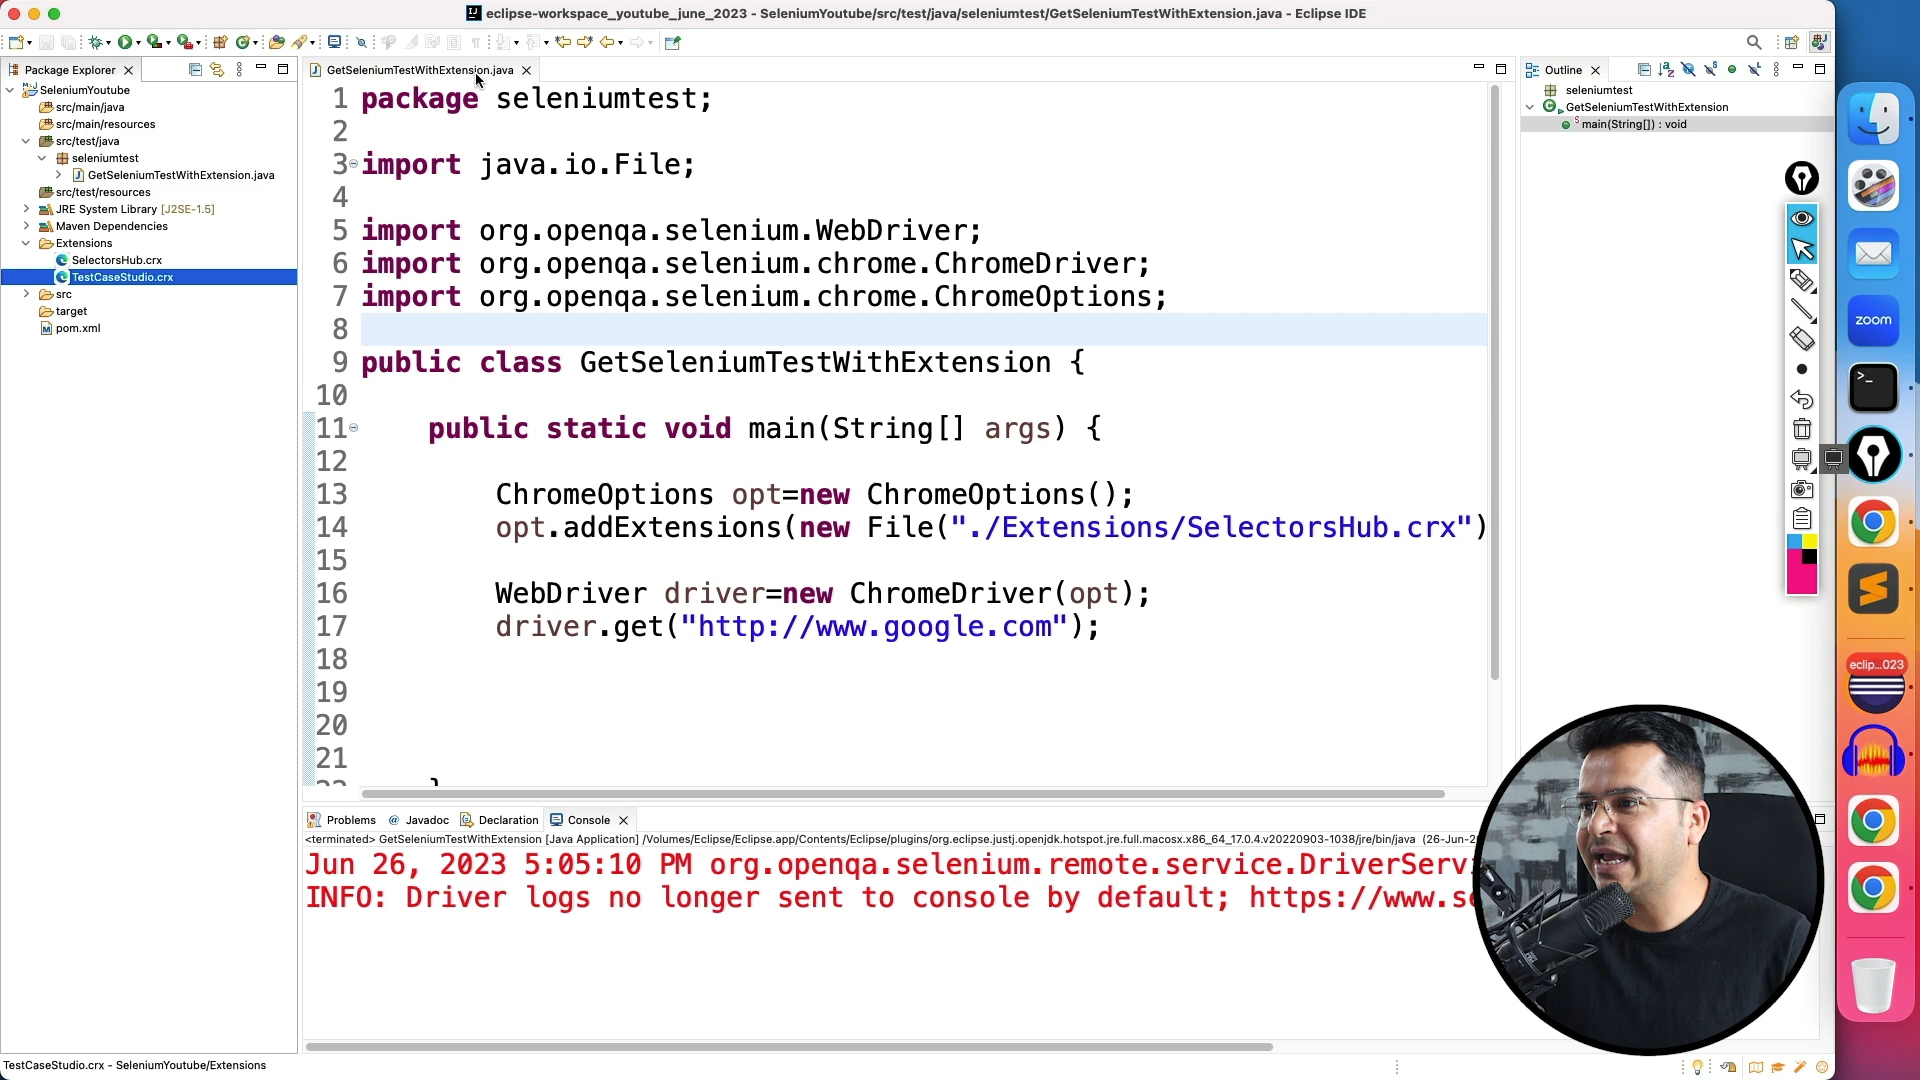 eclipse-workspace_youtube_june_2023 - SeleniumYoutube/src/test/java/seleniumtest/GetSeleniumTestWithExtension.java - Eclipse IDE
Package Explorer
SeleniumYoutube
src/main/java
src/main/resources
src/test/java
seleniumtest
GetSeleniumTestWithExtension.java
src/test/resources
JRE System Library [J2SE-1.5]
Maven Dependencies
Extensions
SelectorsHub.crx
TestCaseStudio.crx
src
target
pom.xml
GetSeleniumTestWithExtension.java
1 package seleniumtest;
2
3 import java.io.File;
4
5 import org.openqa.selenium.WebDriver;
6 import org.openqa.selenium.chrome.ChromeDriver;
7 import org.openqa.selenium.chrome.ChromeOptions;
8
9 public class GetSeleniumTestWithExtension {
10
11 public static void main(String[] args) {
12
13 ChromeOptions opt=new ChromeOptions();
14 opt.addExtensions(new File("./Extensions/SelectorsHub.crx")
15
16 WebDriver driver=new ChromeDriver(opt);
17 driver.get("http://www.google.com");
18
19
20
21
}
Outline
seleniumtest
GetSeleniumTestWithExtension
main(String[]) : void
zoom
eclip...023
Problems Javadoc Declaration Console
<terminated> GetSeleniumTestWithExtension [Java Application] /Volumes/Eclipse/Eclipse.app/Contents/Eclipse/plugins/org.eclipse.justj.openjdk.hotspot.jre.full.macosx.x86_64_17.0.4.v20220903-1038/jre/bin/java (26-Jun-2
Jun 26, 2023 5:05:10 PM org.openqa.selenium.remote.service.DriverServi
INFO: Driver logs no longer sent to console by default; https://www.se
TestCaseStudio.crx - SeleniumYoutube/Extensions